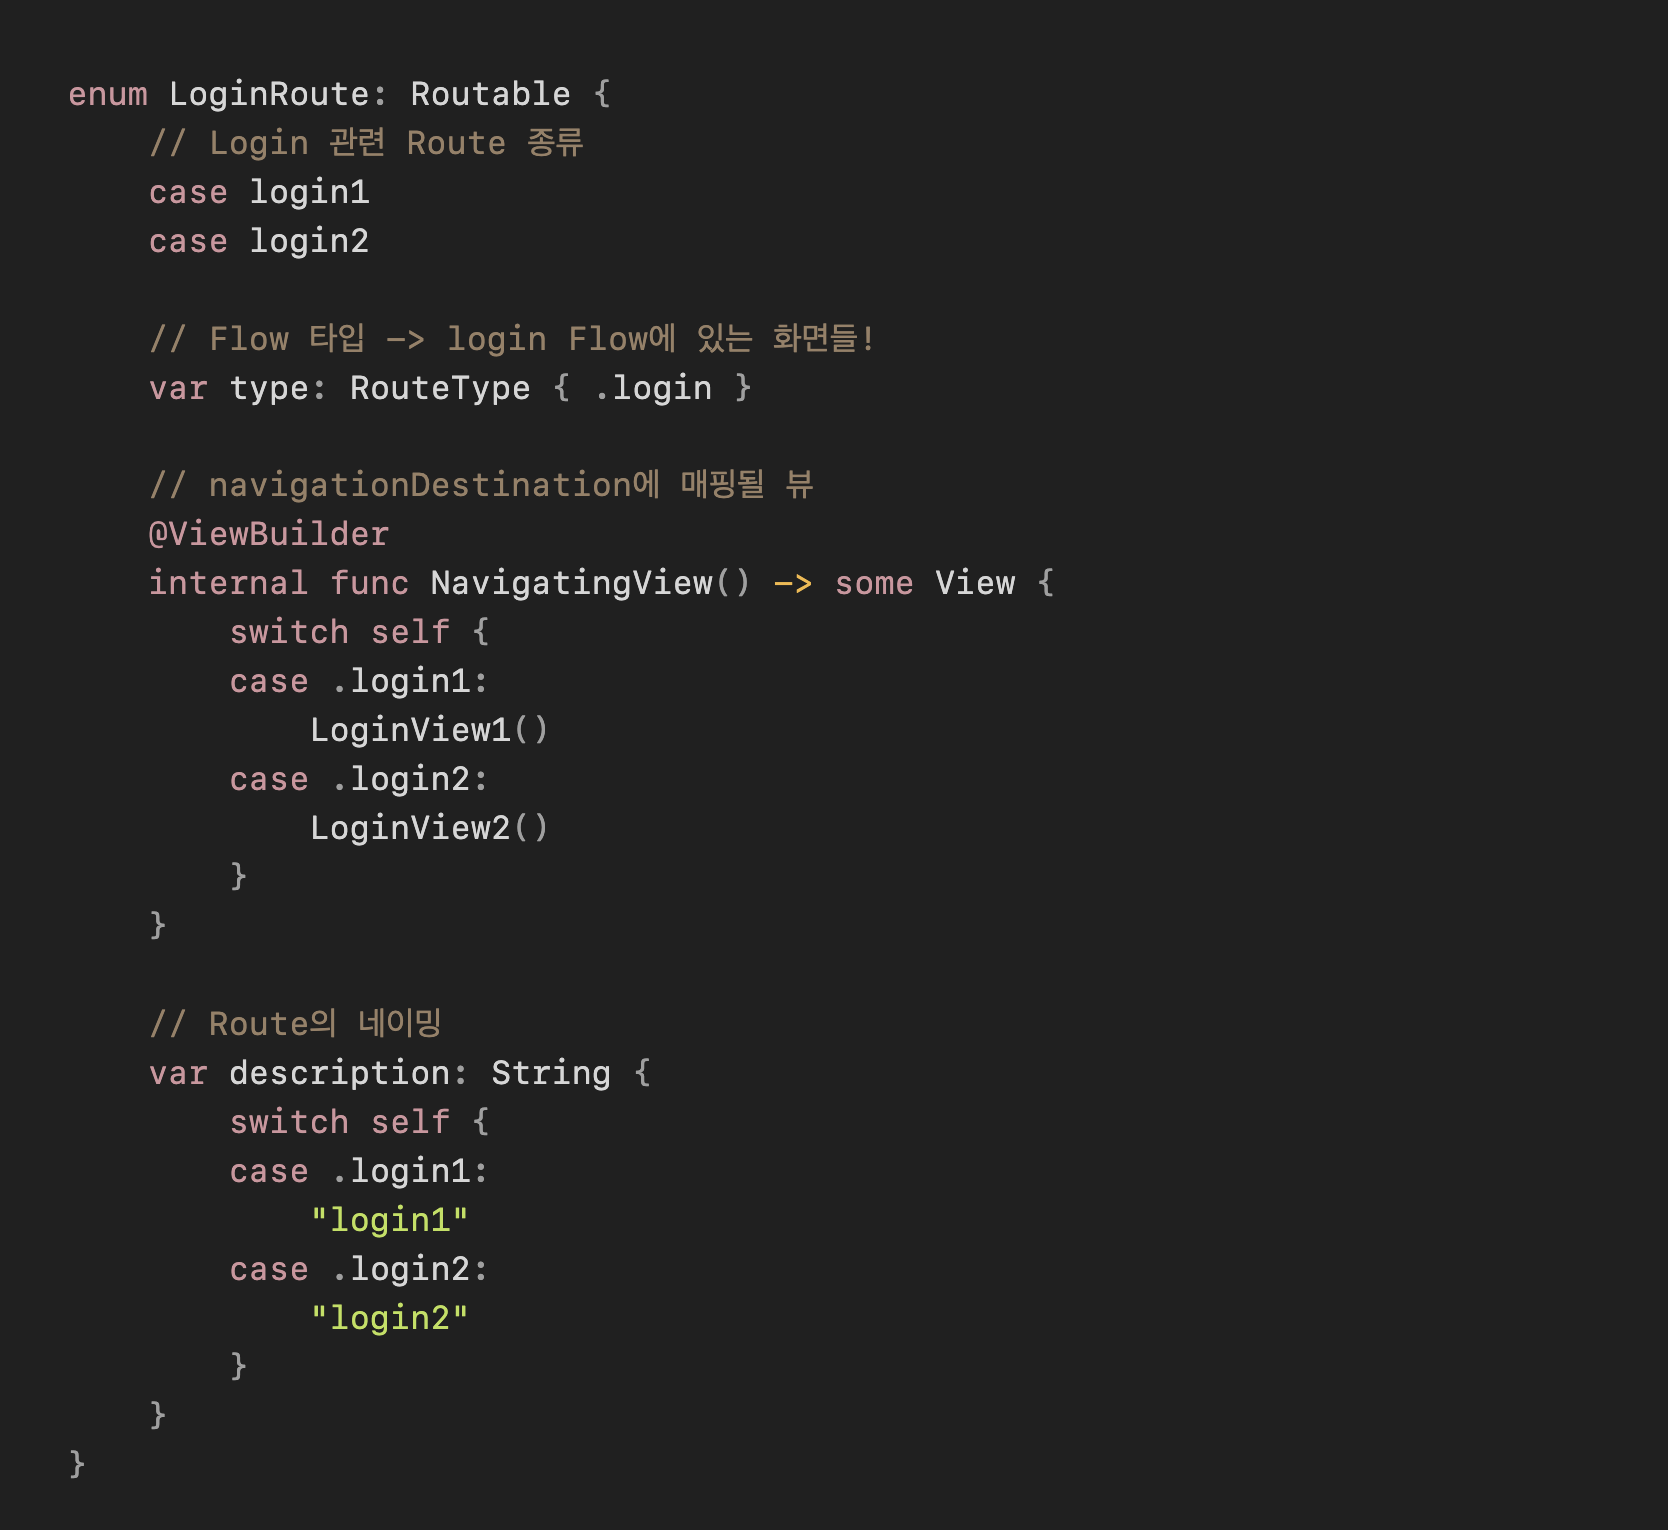 enum LoginRoute: Routable {
    // Login 관련 Route 종류
    case login1
    case login2

    // Flow 타입 -> login Flow에 있는 화면들!
    var type: RouteType { .login }

    // navigationDestination에 매핑될 뷰
    @ViewBuilder
    internal func NavigatingView() -> some View {
        switch self {
        case .login1:
            LoginView1()
        case .login2:
            LoginView2()
        }
    }

    // Route의 네이밍
    var description: String {
        switch self {
        case .login1:
            "login1"
        case .login2:
            "login2"
        }
    }
}